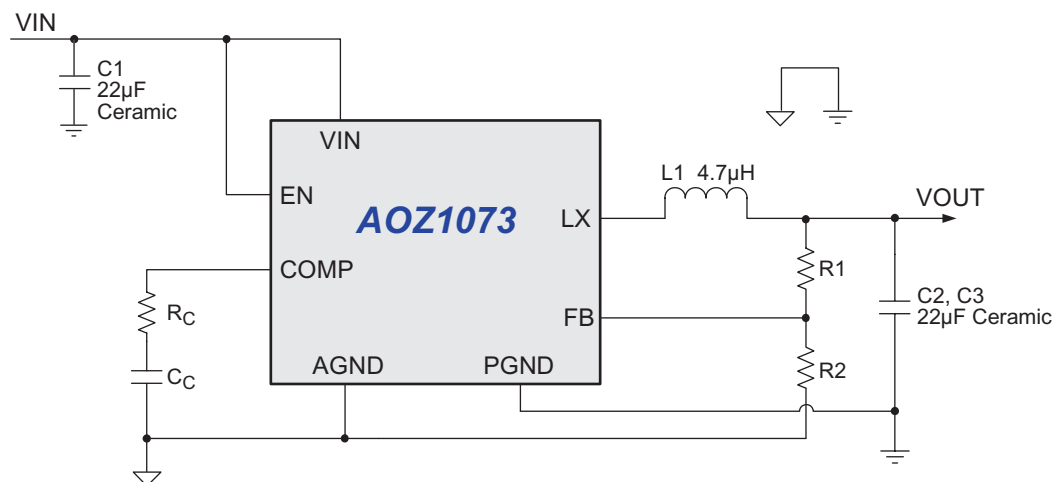 VIN
C1
22µF
Ceramic
VIN
EN
AOZ1073
LX
L1 4.7µH
VOUT
COMP
R1
RC
FB
C2, C3
22µF Ceramic
CC
AGND
PGND
R2